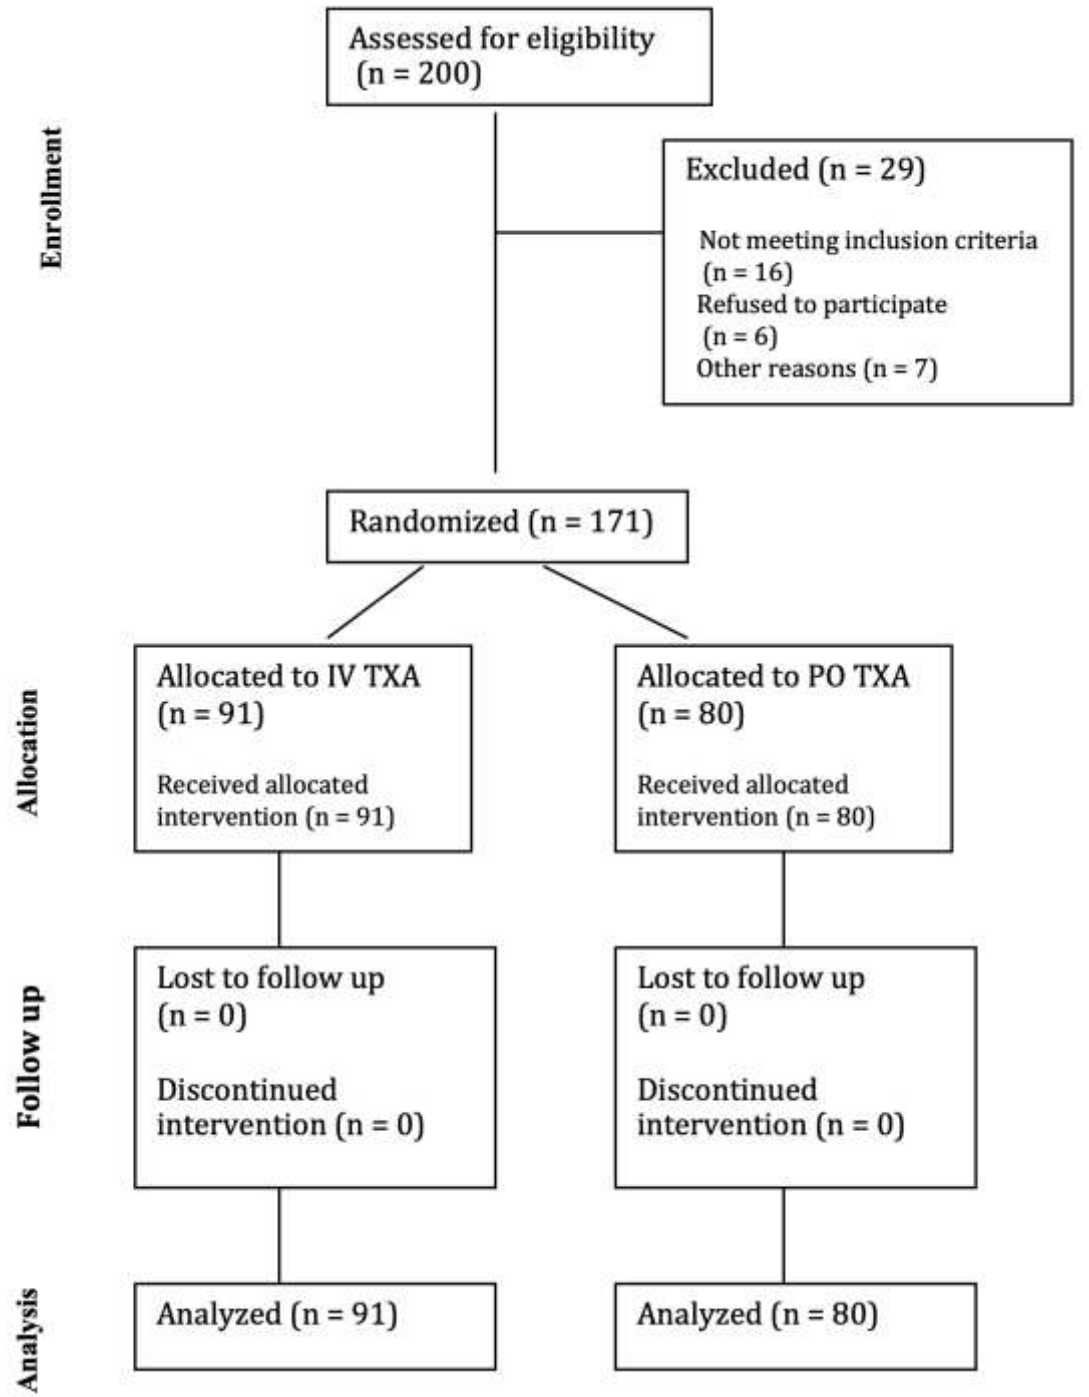 Assessed for eligibility
(n = 200)
Enrollment
Excluded (n = 29)
Not meeting inclusion criteria
(n = 16)
Refused to participate
(n = 6)
Other reasons (n = 7)
Randomized (n = 171)
Allocation
Allocated to IV TXA
(n = 91)
Received allocated
intervention (n = 91)
Allocated to PO TXA
(n = 80)
Received allocated
intervention (n = 80)
Follow up
Lost to follow up
(n = 0)
Discontinued
intervention (n = 0)
Lost to follow up
(n = 0)
Discontinued
intervention (n = 0)
Analysis
Analyzed (n = 91)
Analyzed (n = 80)